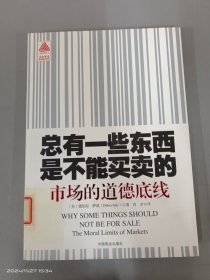 总有一些东西
是不能买卖的
市场的道德底线
WHY SOME THINGS SHOULD
NOT BE FOR SALE
The Moral Limits of Markets